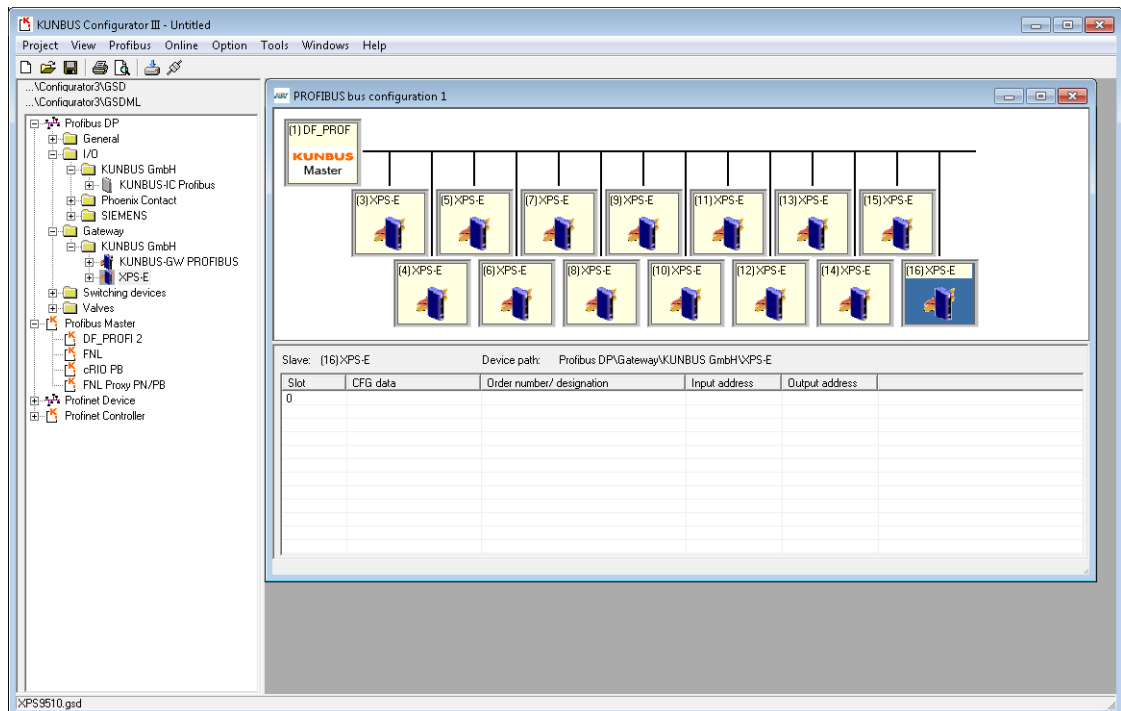 KUNBUS Configurator III - Untitled
Project View Profibus Online Option Tools Windows Help
...\Configurator3\GSD
...\Configurator3\GSDML
Profibus DP
General
I/O
KUNBUS GmbH
KUNBUS-IC Profibus
Phoenix Contact
SIEMENS
Gateway
KUNBUS GmbH
KUNBUS-GW PROFIBUS
XPS-E
Switching devices
Valves
Profibus Master
DF_PROFI 2
FNL
cRIO PB
FNL Proxy PN/PB
Profinet Device
Profinet Controller
PROFIBUS bus configuration 1
(1) DF_PROF
KUNBUS
Master
(3) XPS-E (5) XPS-E (7) XPS-E (9) XPS-E (11) XPS-E (13) XPS-E (15) XPS-E
(4) XPS-E (6) XPS-E (8) XPS-E (10) XPS-E (12) XPS-E (14) XPS-E (16) XPS-E
Slave: (16) XPS-E Device path: Profibus DP\Gateway\KUNBUS GmbH\XPS-E
Slot CFG data Order number/ designation Input address Output address
0
XPS9510.gsd